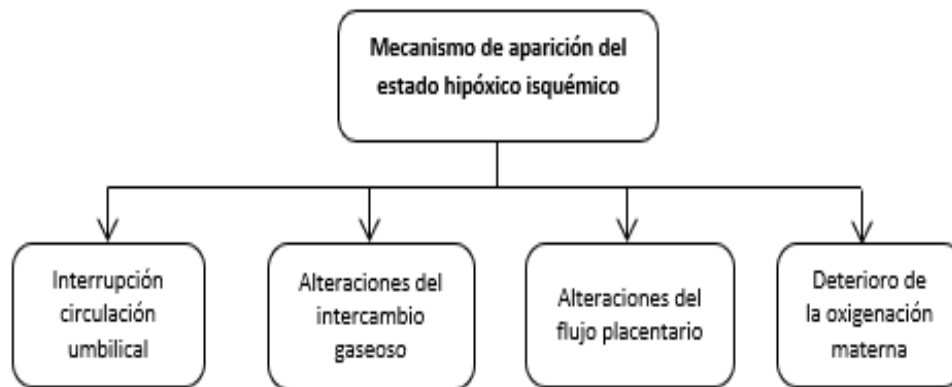 Mecanismo de aparición del
estado hipóxico isquémico
Interrupción
circulación
umbilical
Alteraciones del
intercambio
gaseoso
Alteraciones del
flujo placentario
Deterioro de
la oxigenación
materna